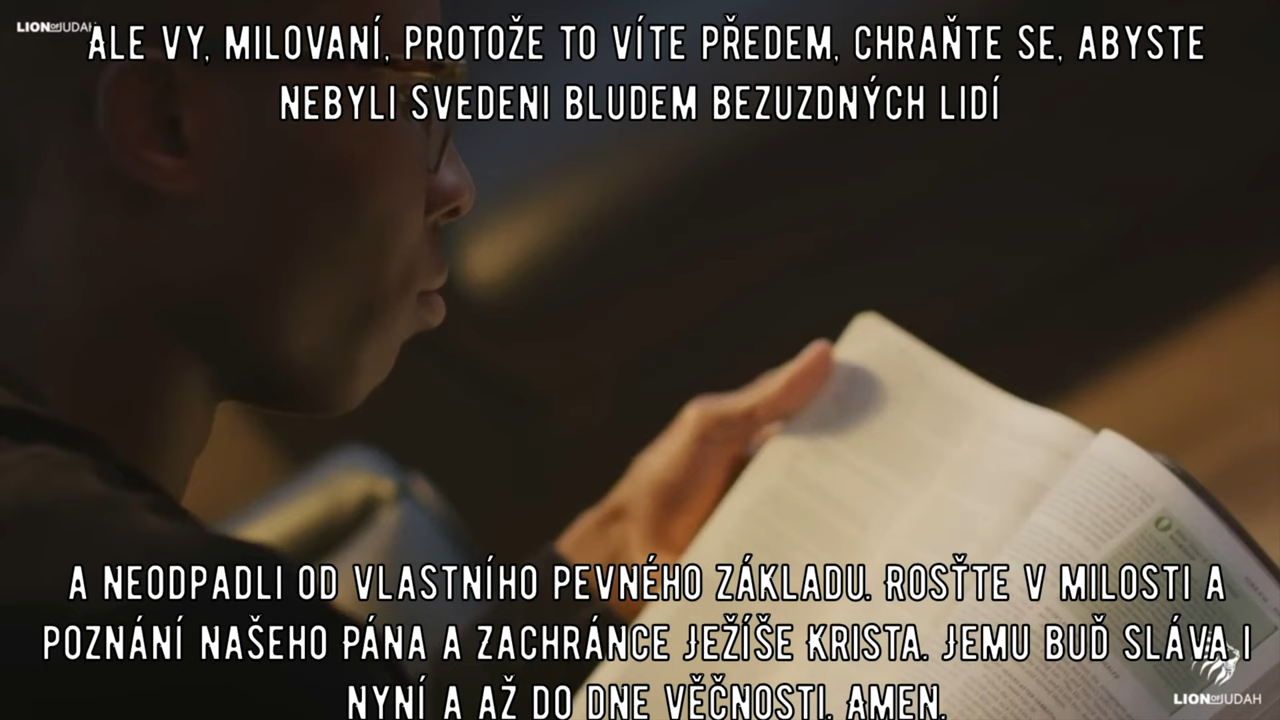 LION OF JUDAH
ALE VY, MILOVANÍ, PROTOŽE TO VÍTE PŘEDEM, CHRAŇTE SE, ABYSTE
NEBYLI SVEDENI BLUDEM BEZUZDNÝCH LIDÍ
A NEODPADLI OD VLASTNÍHO PEVNÉHO ZÁKLADU. ROSŤTE V MILOSTI A
POZNÁNÍ NAŠEHO PÁNA A ZACHRÁNCE JEŽÍŠE KRISTA. JEMU BUĎ SLÁVA I
NYNÍ A AŽ DO DNE VĚČNOSTI. AMEN.
LION OF JUDAH